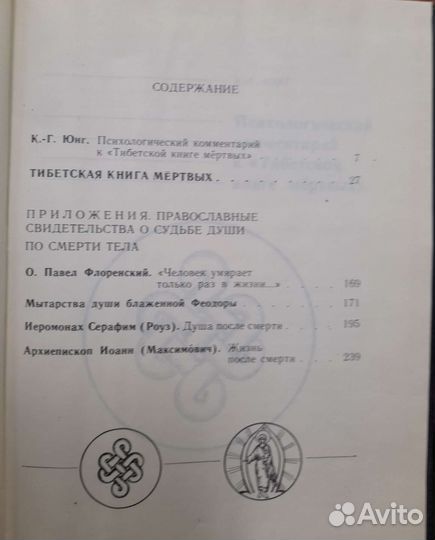 СОДЕРЖАНИЕ
К.-Г. Юнг. Психологический комментарий
к «Тибетской книге мёртвых» 7
ТИБЕТСКАЯ КНИГА МЁРТВЫХ . . . . 27
ПРИЛОЖЕНИЯ. ПРАВОСЛАВНЫЕ
СВИДЕТЕЛЬСТВА О СУДЬБЕ ДУШИ
ПО СМЕРТИ ТЕЛА
О. Павел Флоренский. «Человек умирает
только раз в жизни...» . . . . 169
Мытарства души блаженной Феодоры . . . . 171
Иеромонах Серафим (Роуз). Душа после смерти . . . 195
Архиепископ Иоанн (Максимо́вич). Жизнь
после смерти . . . . 239
Avito